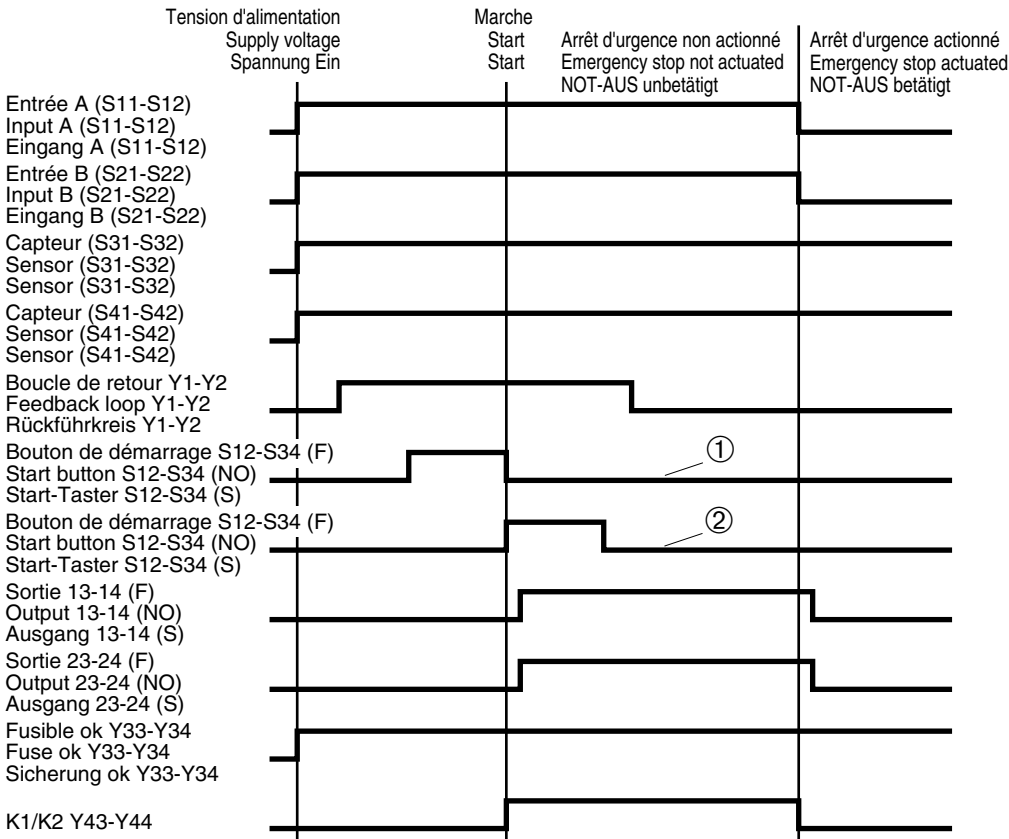 Tension d'alimentation
Supply voltage
Spannung Ein
Marche
Start
Start
Arrêt d'urgence non actionné
Emergency stop not actuated
NOT-AUS unbetätigt
Arrêt d'urgence actionné
Emergency stop actuated
NOT-AUS betätigt
Entrée A (S11-S12)
Input A (S11-S12)
Eingang A (S11-S12)
Entrée B (S21-S22)
Input B (S21-S22)
Eingang B (S21-S22)
Capteur (S31-S32)
Sensor (S31-S32)
Sensor (S31-S32)
Capteur (S41-S42)
Sensor (S41-S42)
Sensor (S41-S42)
Boucle de retour Y1-Y2
Feedback loop Y1-Y2
Rückführkreis Y1-Y2
Bouton de démarrage S12-S34 (F)
Start button S12-S34 (NO)
Start-Taster S12-S34 (S)
①
Bouton de démarrage S12-S34 (F)
Start button S12-S34 (NO)
Start-Taster S12-S34 (S)
②
Sortie 13-14 (F)
Output 13-14 (NO)
Ausgang 13-14 (S)
Sortie 23-24 (F)
Output 23-24 (NO)
Ausgang 23-24 (S)
Fusible ok Y33-Y34
Fuse ok Y33-Y34
Sicherung ok Y33-Y34
K1/K2 Y43-Y44